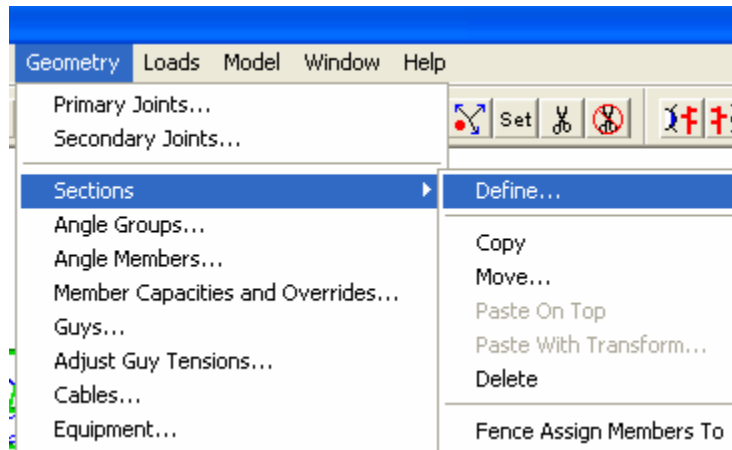 Geometry Loads Model Window Help
Primary Joints...
Secondary Joints...
Set
Sections
Define...
Angle Groups...
Angle Members...
Member Capacities and Overrides...
Guys...
Adjust Guy Tensions...
Cables...
Equipment...
Copy
Move...
Paste On Top
Paste With Transform...
Delete
Fence Assign Members To